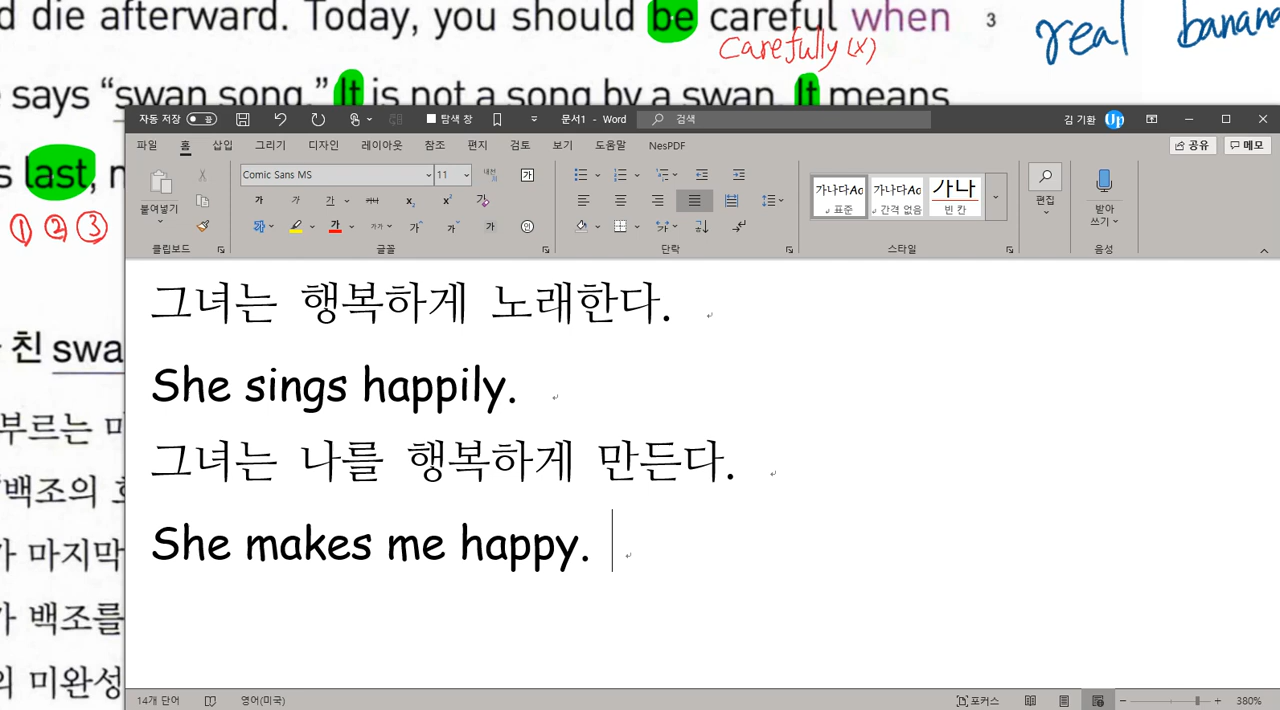 d die afterward. Today, you should be careful when 3
real
carefully (x)
says “swan song.” It is not a song by a swan. It means
last,
① ② ③
친 swa
부르는
백조의
마지막
백조를
미완성
자동 저장 탐색 창 문서1 - Word 검색 김 기환 Up
파일 홈 삽입 그리기 디자인 레이아웃 참조 편지 검토 보기 도움말 NesPDF 공유 메모
붙여넣기 Comic Sans MS 11 가나다AC 가나다AC 가나다 편집 받아
표준 간격 없음 빈 칸 쓰기
클립보드 글꼴 단락 스타일 음성
그녀는 행복하게 노래한다.
She sings happily.
그녀는 나를 행복하게 만든다.
She makes me happy.
14개 단어 영어(미국) 포커스 380%